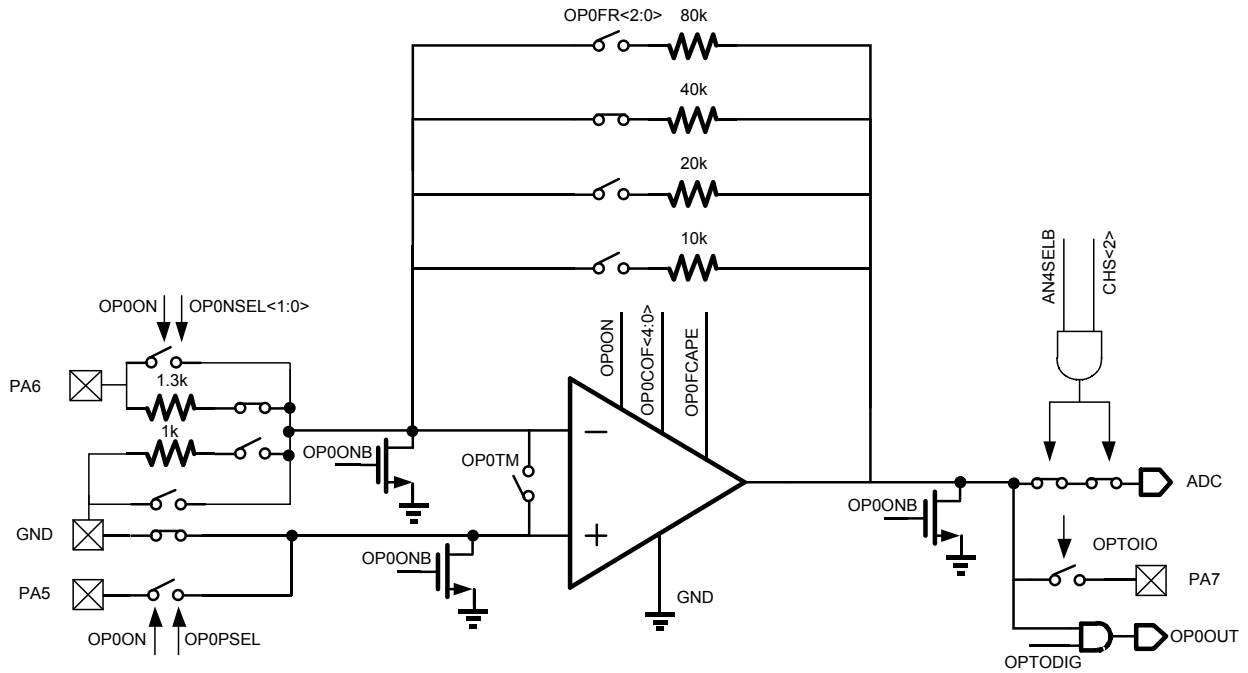 OP0FR<2:0>
80k
40k
20k
10k
AN4SELB
CHS<2>
OP0ON
OP0NSEL<1:0>
OP0ON
OP0COF<4:0>
OP0FCAPE
PA6
1.3k
1k
OP0ONB
OP0TM
−
ADC
OP0ONB
GND
+
OP0ONB
OPTOIO
PA5
GND
PA7
OP0ON
OP0PSEL
OP0OUT
OPTODIG